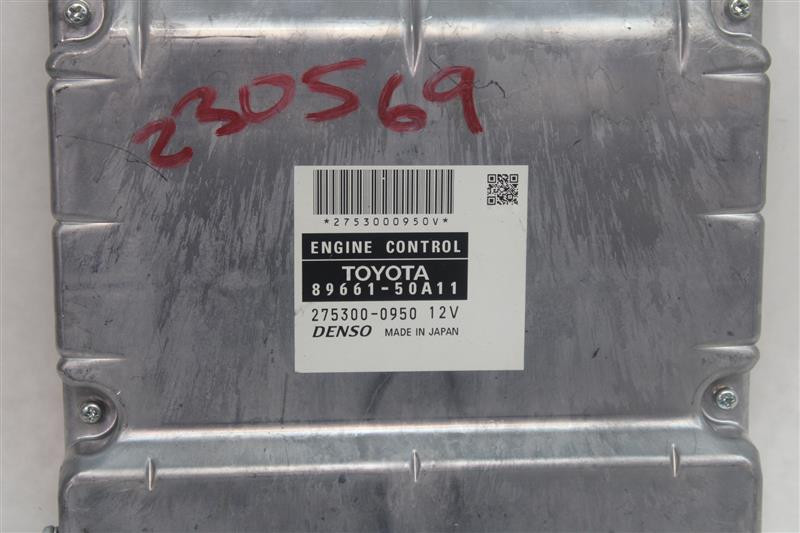 230569
*2753000950V*
ENGINE CONTROL
TOYOTA
89661-50A11
275300-0950 12V
DENSO MADE IN JAPAN